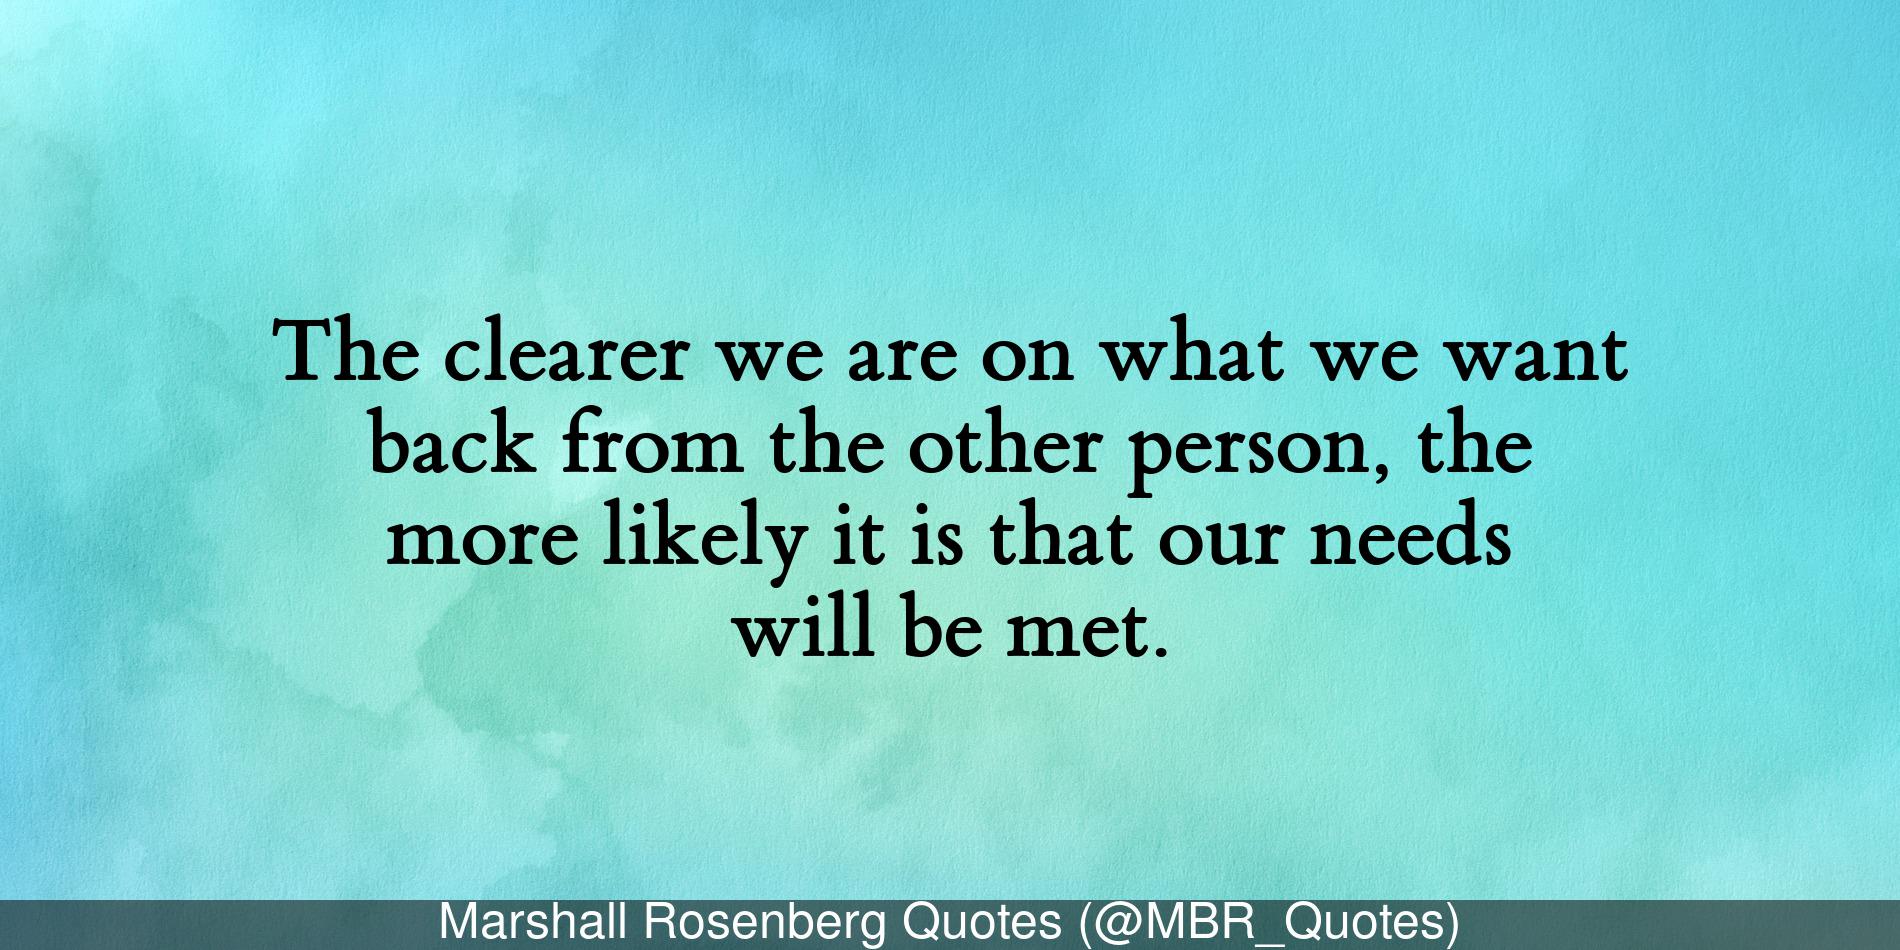 The clearer we are on what we want
back from the other person, the
more likely it is that our needs
will be met.
Marshall Rosenberg Quotes (@MBR_Quotes)